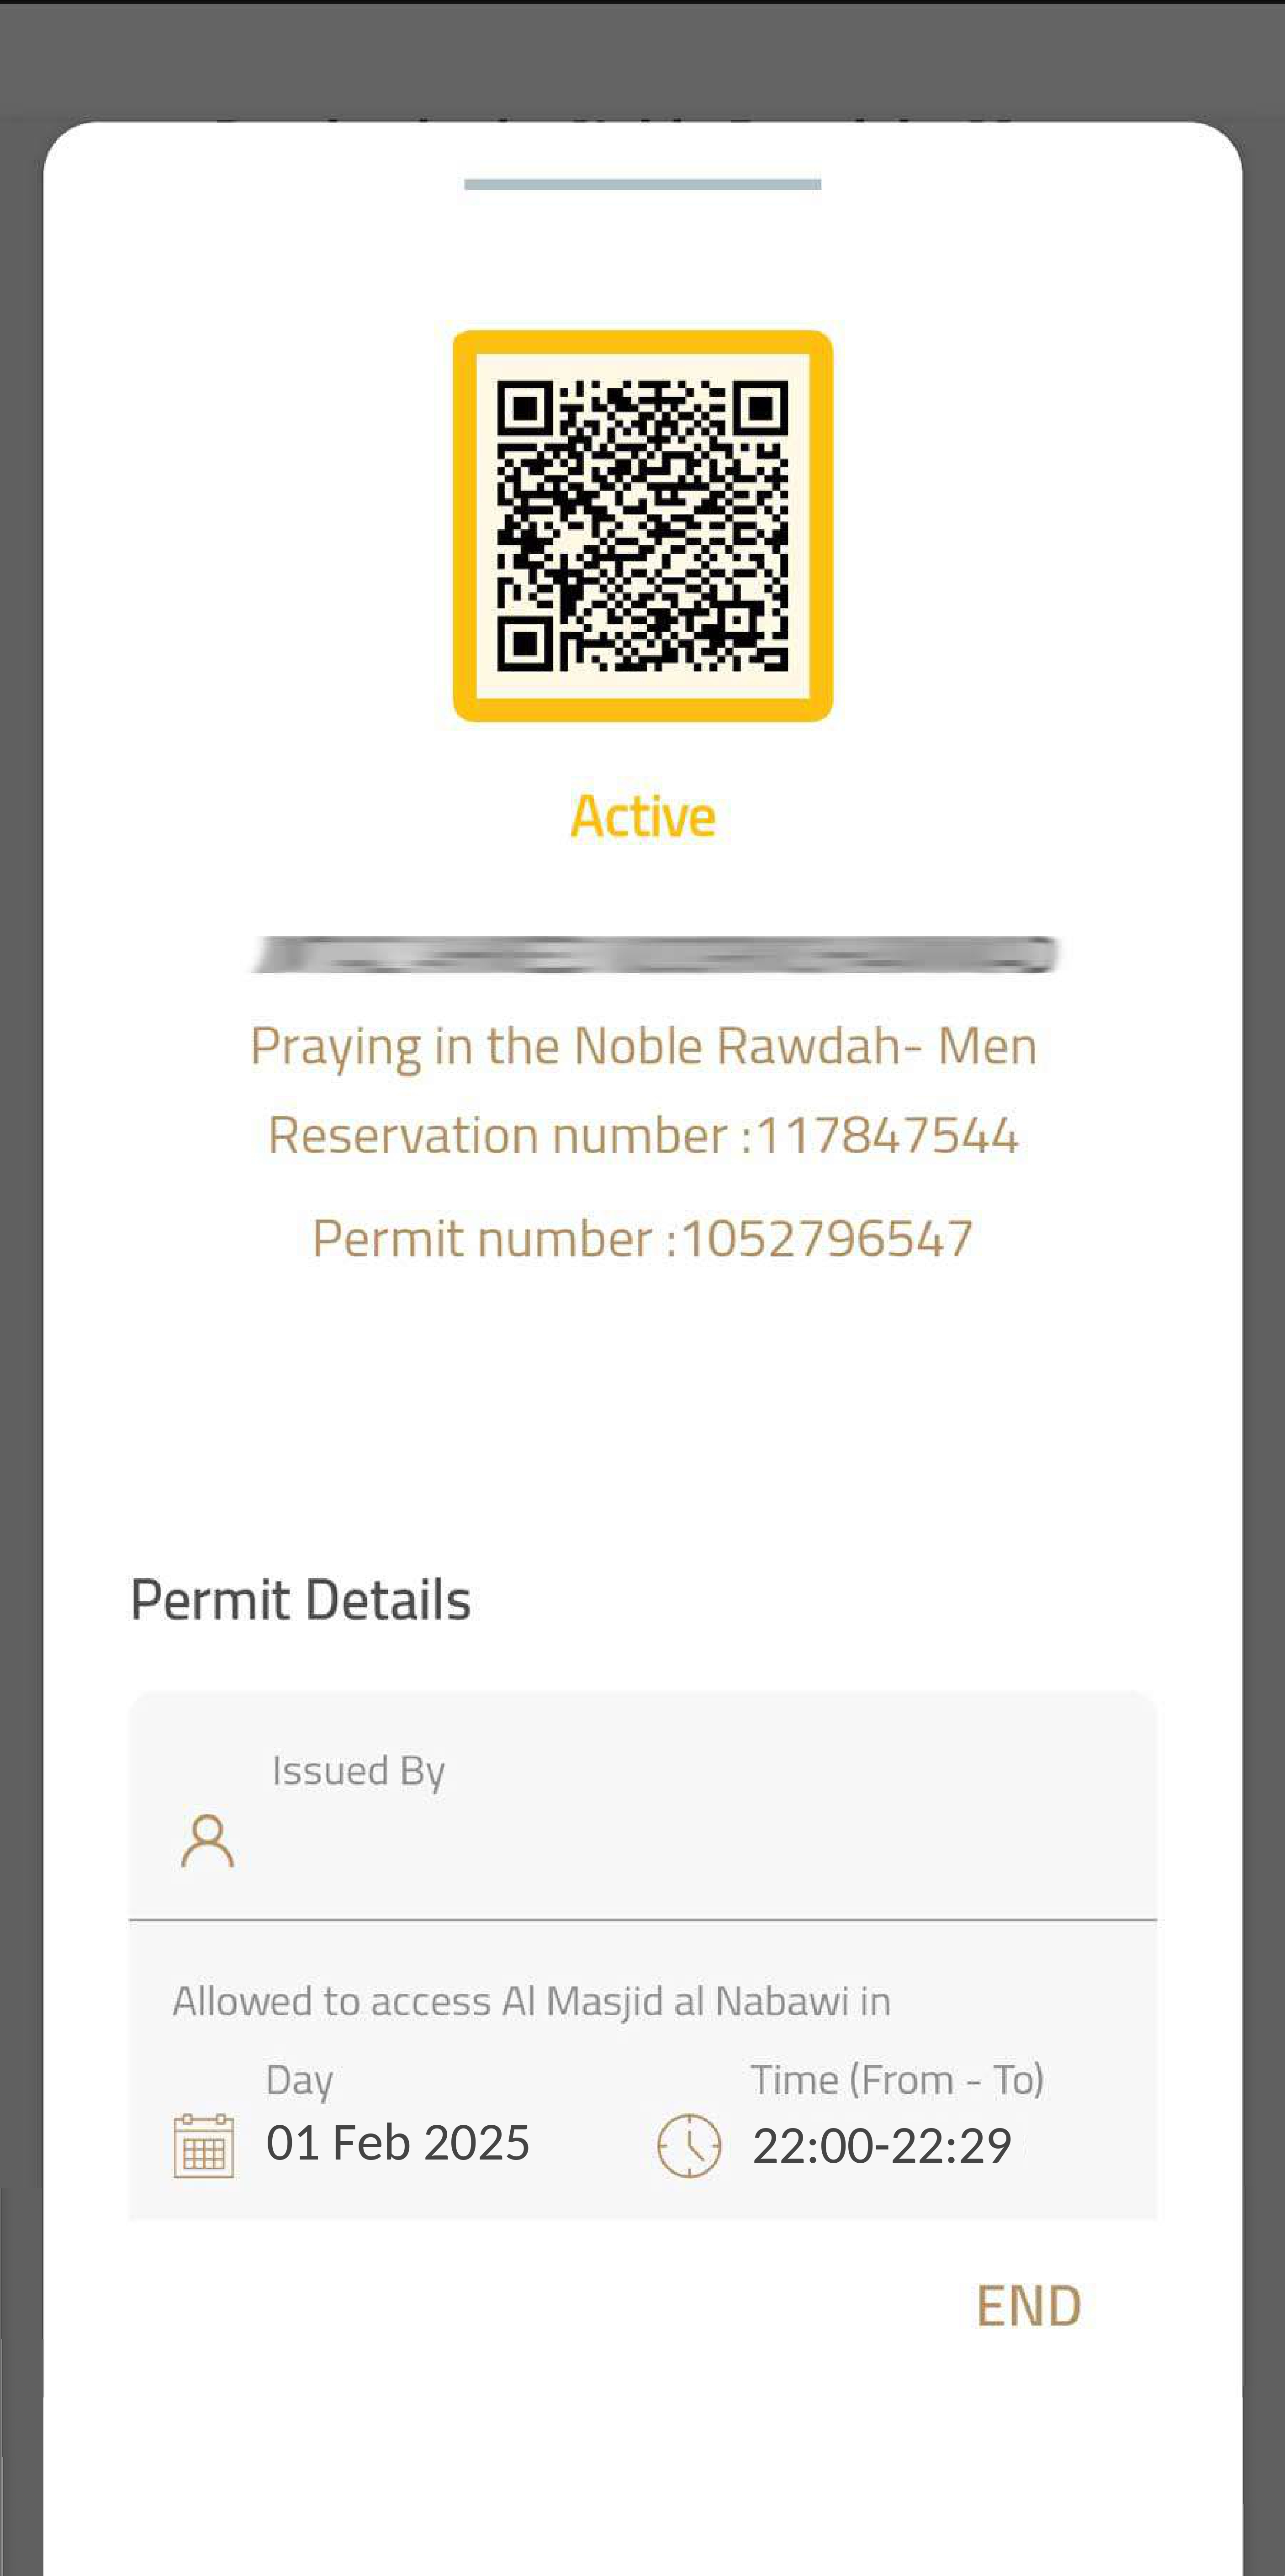 Active
Praying in the Noble Rawdah- Men
Reservation number :117847544
Permit number :1052796547
Permit Details
Issued By
Allowed to access Al Masjid al Nabawi in
Day
Time (From - To)
01 Feb 2025
22:00-22:29
END